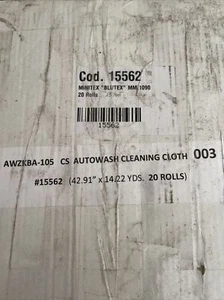 Cod. 15562
MINITEX "BLUTEX" MM.1090
20 Rolls
15562
AWZKBA-105 CS AUTOWASH CLEANING CLOTH 003
#15562 (42.91" x 14.22 YDS. 20 ROLLS)